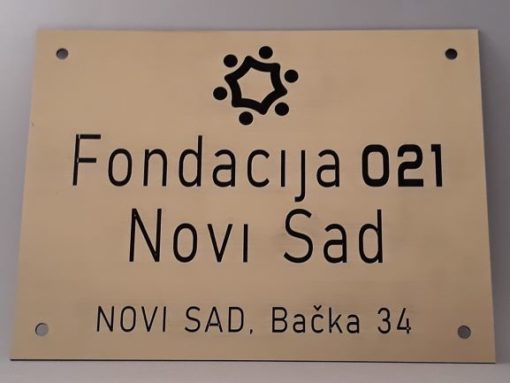 Fondacija 021
Novi Sad
NOVI SAD, Bačka 34